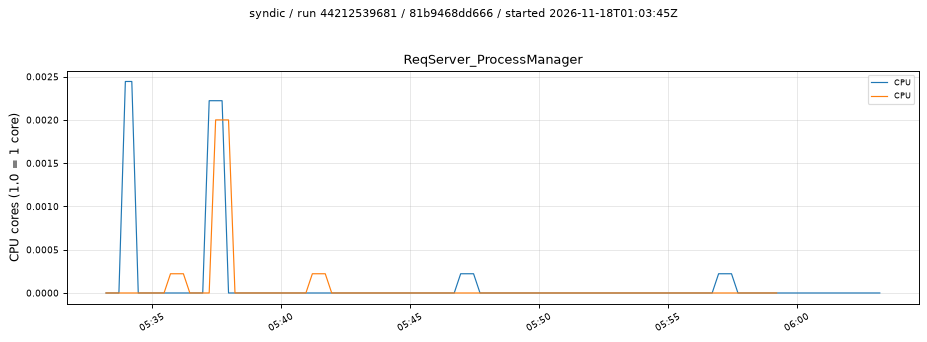 syndic / run 44212539681 / 81b9468dd666 / started 2026-11-18T01:03:45Z
ReqServer_ProcessManager
CPU
CPU
CPU cores (1.0 = 1 core)
0.0025
0.0020
0.0015
0.0010
0.0005
0.0000
05:35
05:40
05:45
05:50
05:55
06:00